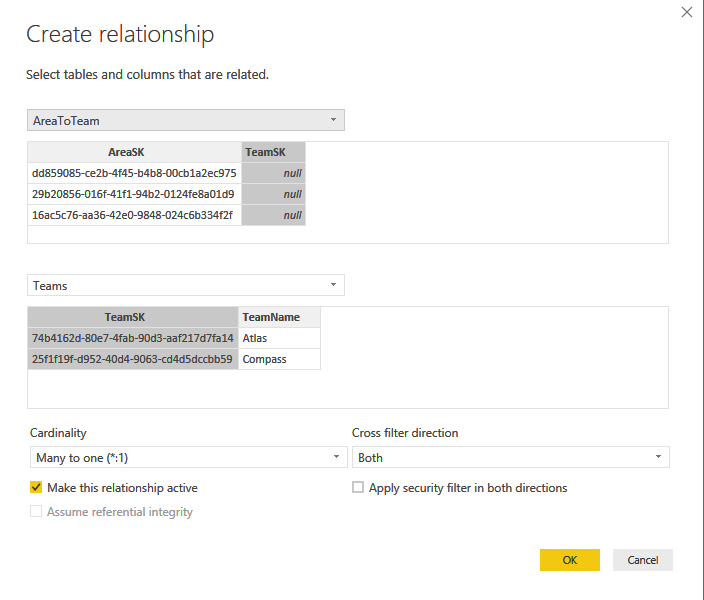 Create relationship
Select tables and columns that are related.
AreaToTeam
AreaSK TeamSK
dd859085-ce2b-4f45-b4b8-00cb1a2ec975 null
29b20856-016f-41f1-94b2-0124fe8a01d9 null
16ac5c76-aa36-42e0-9848-024c6b334f2f null
Teams
TeamSK TeamName
74b4162d-80e7-4fab-90d3-aaf217d7fa14 Atlas
25f1f19f-d952-40d4-9063-cd4d5dccbb59 Compass
Cardinality Cross filter direction
Many to one (*:1) Both
Make this relationship active Apply security filter in both directions
Assume referential integrity
OK Cancel